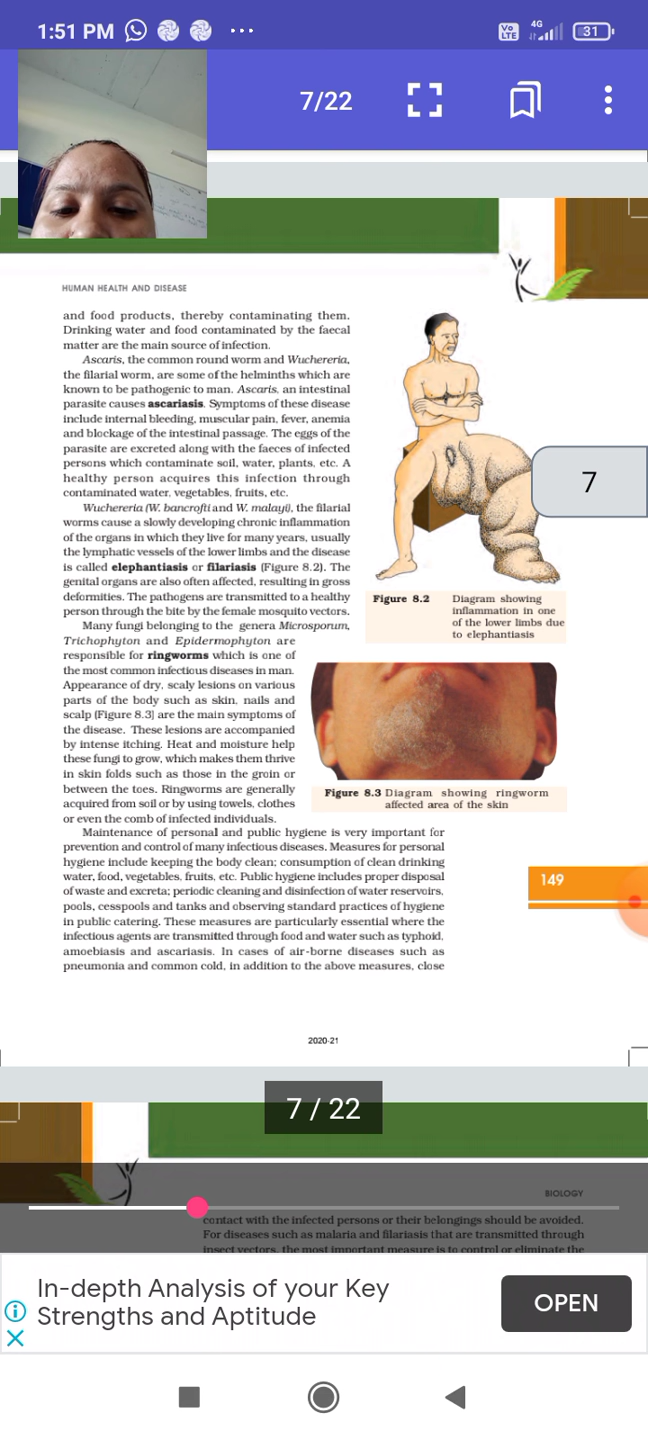 1:51 PM
VoLTE 4G 31
7/22
HUMAN HEALTH AND DISEASE
and food products, thereby contaminating them.
Drinking water and food contaminated by the faecal
matter are the main source of infection.
Ascaris, the common round worm and Wuchereria,
the filarial worm, are some of the helminths which are
known to be pathogenic to man. Ascaris, an intestinal
parasite causes ascariasis. Symptoms of these disease
include internal bleeding, muscular pain, fever, anemia
and blockage of the intestinal passage. The eggs of the
parasite are excreted along with the faeces of infected
persons which contaminate soil, water, plants, etc. A
healthy person acquires this infection through
contaminated water, vegetables, fruits, etc.
Wuchereria (W. bancrofti and W. malayi), the filarial
worms cause a slowly developing chronic inflammation
of the organs in which they live for many years, usually
the lymphatic vessels of the lower limbs and the disease
is called elephantiasis or filariasis (Figure 8.2). The
genital organs are also often affected, resulting in gross
deformities. The pathogens are transmitted to a healthy
person through the bite by the female mosquito vectors.
Many fungi belonging to the genera Microsporum,
Trichophyton and Epidermophyton are
responsible for ringworms which is one of
the most common infectious diseases in man.
Appearance of dry, scaly lesions on various
parts of the body such as skin, nails and
scalp (Figure 8.3) are the main symptoms of
the disease. These lesions are accompanied
by intense itching. Heat and moisture help
these fungi to grow, which makes them thrive
in skin folds such as those in the groin or
between the toes. Ringworms are generally
acquired from soil or by using towels, clothes
or even the comb of infected individuals.
Maintenance of personal and public hygiene is very important for
prevention and control of many infectious diseases. Measures for personal
hygiene include keeping the body clean; consumption of clean drinking
water, food, vegetables, fruits, etc. Public hygiene includes proper disposal
of waste and excreta; periodic cleaning and disinfection of water reservoirs,
pools, cesspools and tanks and observing standard practices of hygiene
in public catering. These measures are particularly essential where the
infectious agents are transmitted through food and water such as typhoid,
amoebiasis and ascariasis. In cases of air-borne diseases such as
pneumonia and common cold, in addition to the above measures, close
7
Figure 8.2 Diagram showing
inflammation in one
of the lower limbs due
to elephantiasis
Figure 8.3 Diagram showing ringworm
affected area of the skin
149
2020-21
7 / 22
BIOLOGY
contact with the infected persons or their belongings should be avoided.
For diseases such as malaria and filariasis that are transmitted through
insect vectors, the most important measure is to control or eliminate the
In-depth Analysis of your Key
Strengths and Aptitude
OPEN